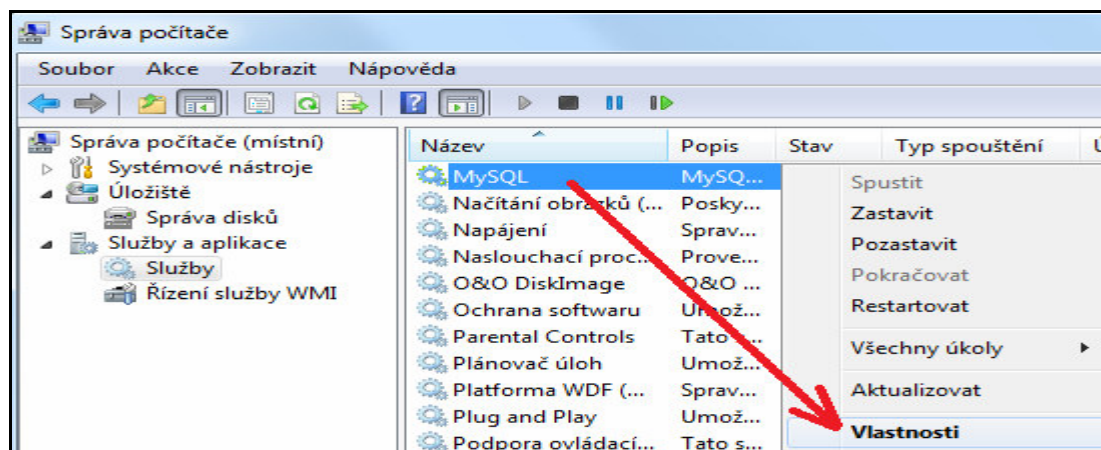 Správa počítače
Soubor Akce Zobrazit Nápověda
Správa počítače (místní)
Systémové nástroje
Úložiště
Správa disků
Služby a aplikace
Služby
Řízení služby WMI
Název Popis Stav Typ spouštění
MySQL MySQ...
Načítání obrázků (... Posky...
Napájení Sprav...
Naslouchací proc... Prove...
O&O DiskImage O&O ...
Ochrana softwaru Umož...
Parental Controls Tato s...
Plánovač úloh Umož...
Platforma WDF (... Sprav...
Plug and Play Umož...
Podpora ovládací... Tato s...
Spustit
Zastavit
Pozastavit
Pokračovat
Restartovat
Všechny úkoly
Aktualizovat
Vlastnosti